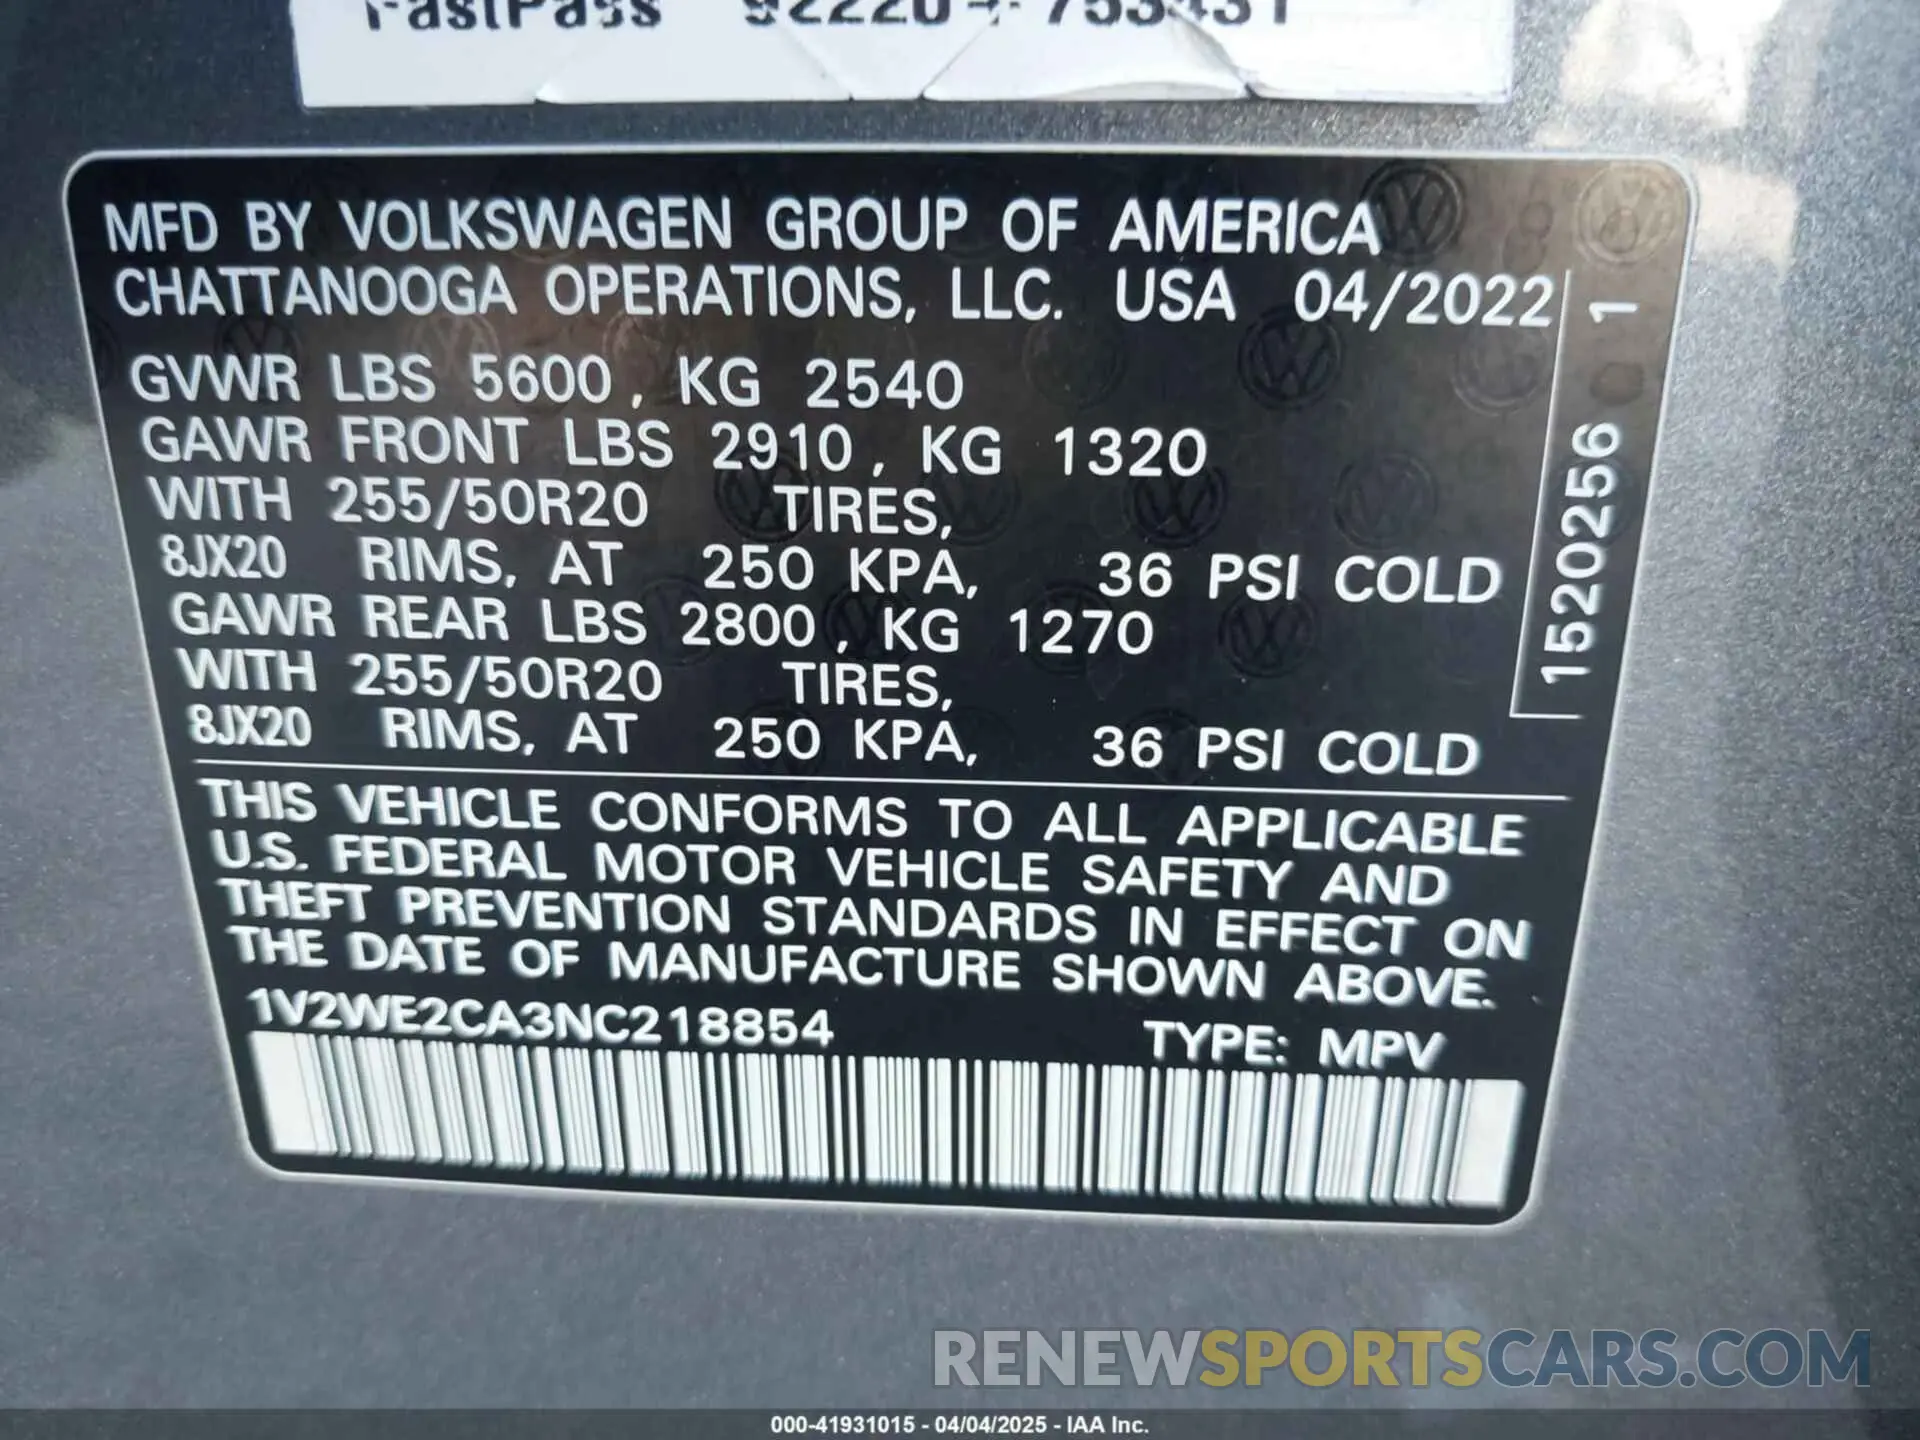 FastPass 92220 + 753431
MFD BY VOLKSWAGEN GROUP OF AMERICA
CHATTANOOGA OPERATIONS, LLC. USA 04/2022
GVWR LBS 5600, KG 2540
GAWR FRONT LBS 2910, KG 1320
WITH 255/50R20 TIRES,
8JX20 RIMS, AT 250 KPA, 36 PSI COLD
GAWR REAR LBS 2800, KG 1270
WITH 255/50R20 TIRES,
8JX20 RIMS, AT 250 KPA, 36 PSI COLD
1520256
THIS VEHICLE CONFORMS TO ALL APPLICABLE
U.S. FEDERAL MOTOR VEHICLE SAFETY AND
THEFT PREVENTION STANDARDS IN EFFECT ON
THE DATE OF MANUFACTURE SHOWN ABOVE.
1V2WE2CA3NC218854 TYPE: MPV
RENEWSPORTSCARS.COM
000-41931015 - 04/04/2025 - IAA Inc.